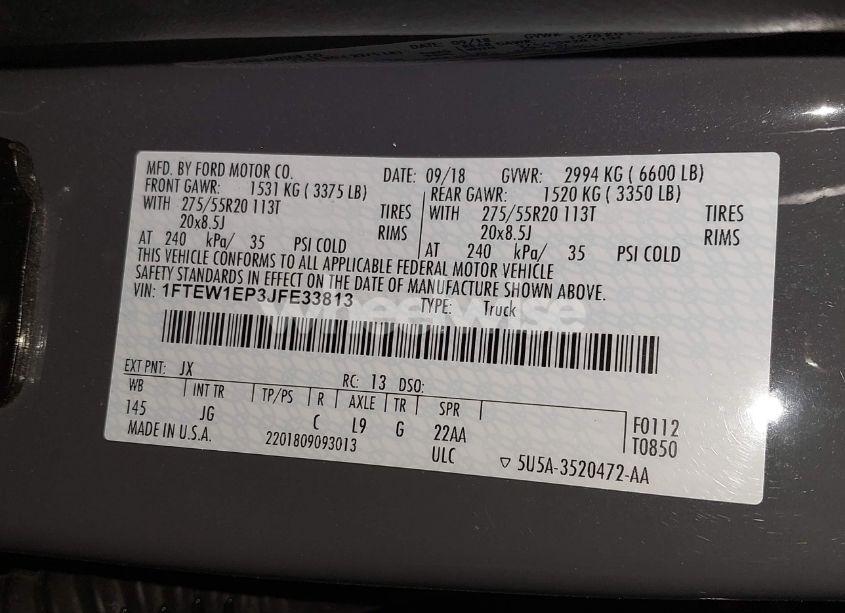 MFD. BY FORD MOTOR CO. DATE: 09/18 GVWR: 2994 KG ( 6600 LB)
FRONT GAWR: 1531 KG ( 3375 LB) REAR GAWR: 1520 KG ( 3350 LB)
WITH 275/55R20 113T TIRES WITH 275/55R20 113T TIRES
20x8.5J RIMS 20x8.5J RIMS
AT 240 kPa/ 35 PSI COLD AT 240 kPa/ 35 PSI COLD
THIS VEHICLE CONFORMS TO ALL APPLICABLE FEDERAL MOTOR VEHICLE
SAFETY STANDARDS IN EFFECT ON THE DATE OF MANUFACTURE SHOWN ABOVE.
VIN: 1FTEW1EP3JFE33813 TYPE: Truck
wheelwise
EXT PNT: JX RC: 13 DSO:
WB INT TR TP/PS R AXLE TR SPR
145 JG C L9 G 22AA F0112
MADE IN U.S.A. 2201809093013 ULC T0850
5U5A-3520472-AA